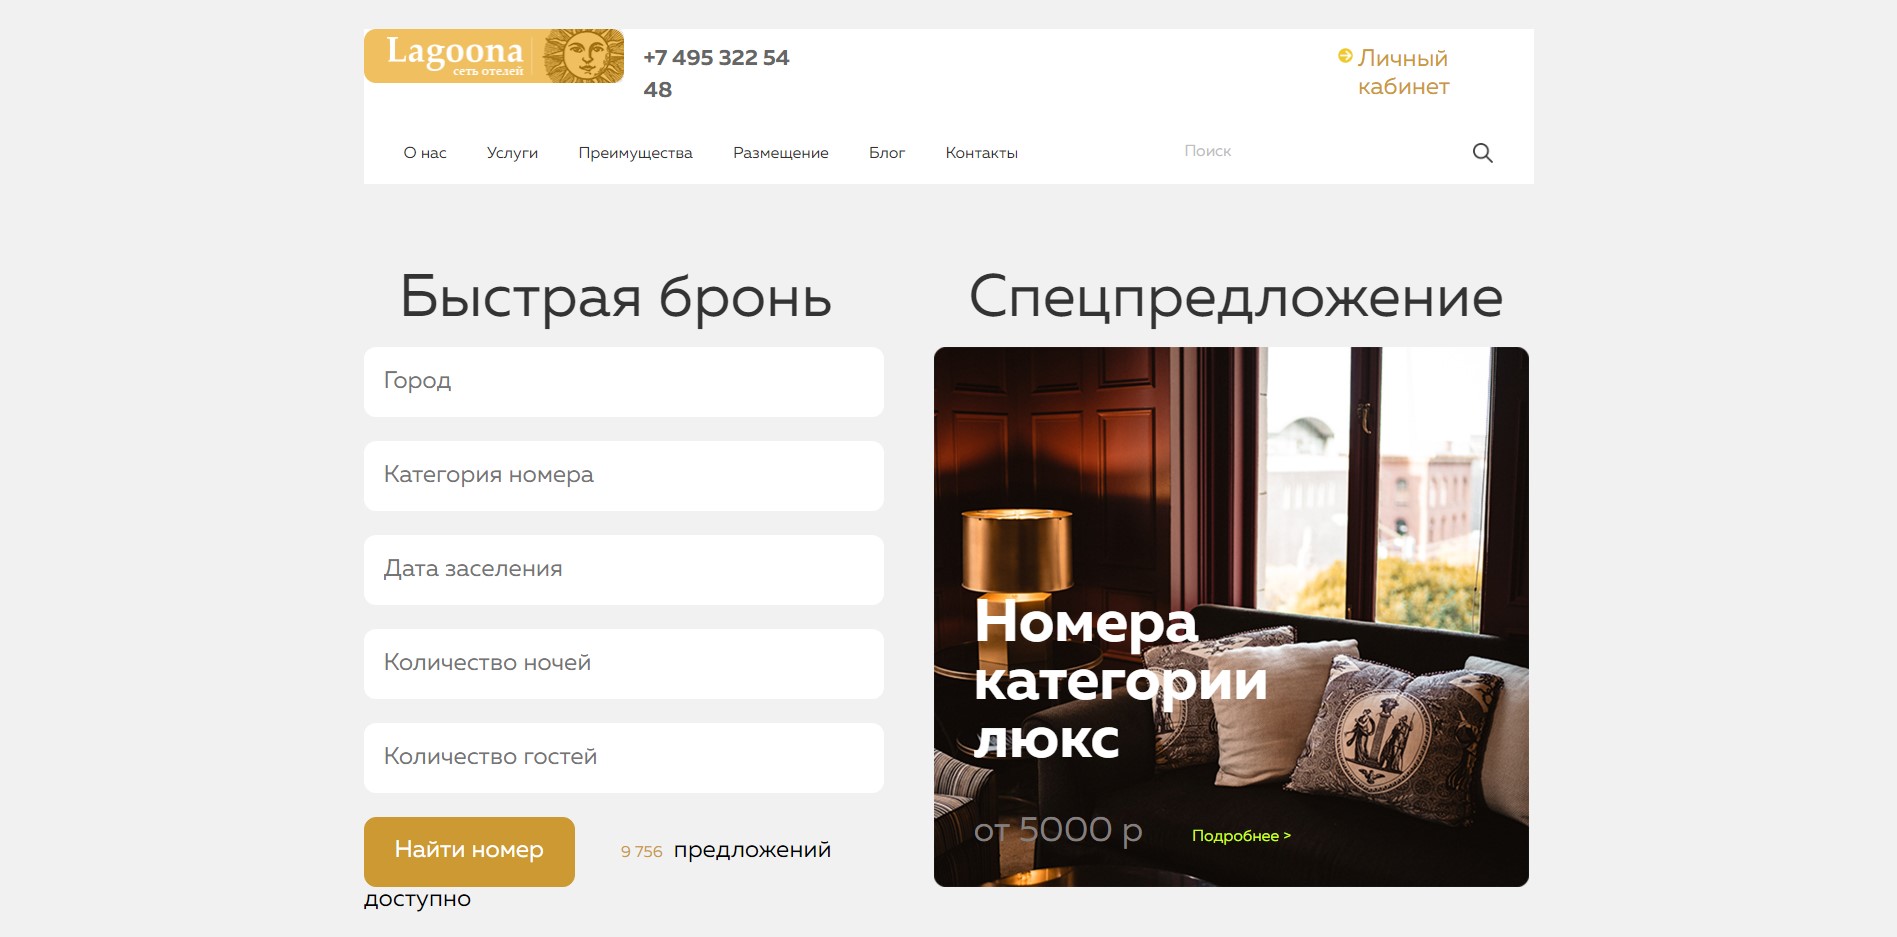 Lagoona
сеть отелей
+7 495 322 54
48
Личный
кабинет
О нас
Услуги
Преимущества
Размещение
Блог
Контакты
Поиск
Быстрая бронь
Город
Категория номера
Дата заселения
Количество ночей
Количество гостей
Найти номер
9 756 предложений
доступно
Спецпредложение
Номера
категории
люкс
от 5000 р
Подробнее >